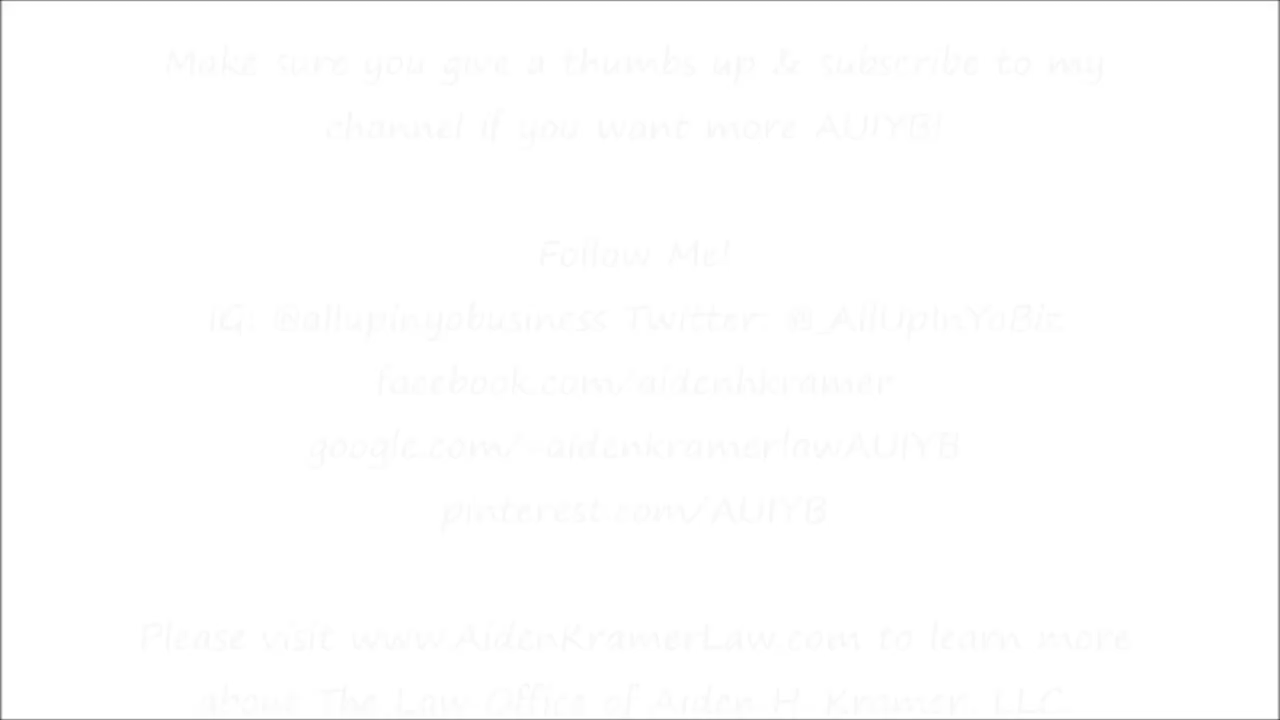 Make sure you give a thumbs up & subscribe to my
channel if you want more AUIYB!
Follow Me!
IG: @allupinyobusiness Twitter: @_AllUpInYoBiz
facebook.com/aidenhkramer
google.com/+aidenkramerlawAUIYB
pinterest.com/AUIYB
Please visit www.AidenKramerLaw.com to learn more
about The Law Office of Aiden H. Kramer, LLC